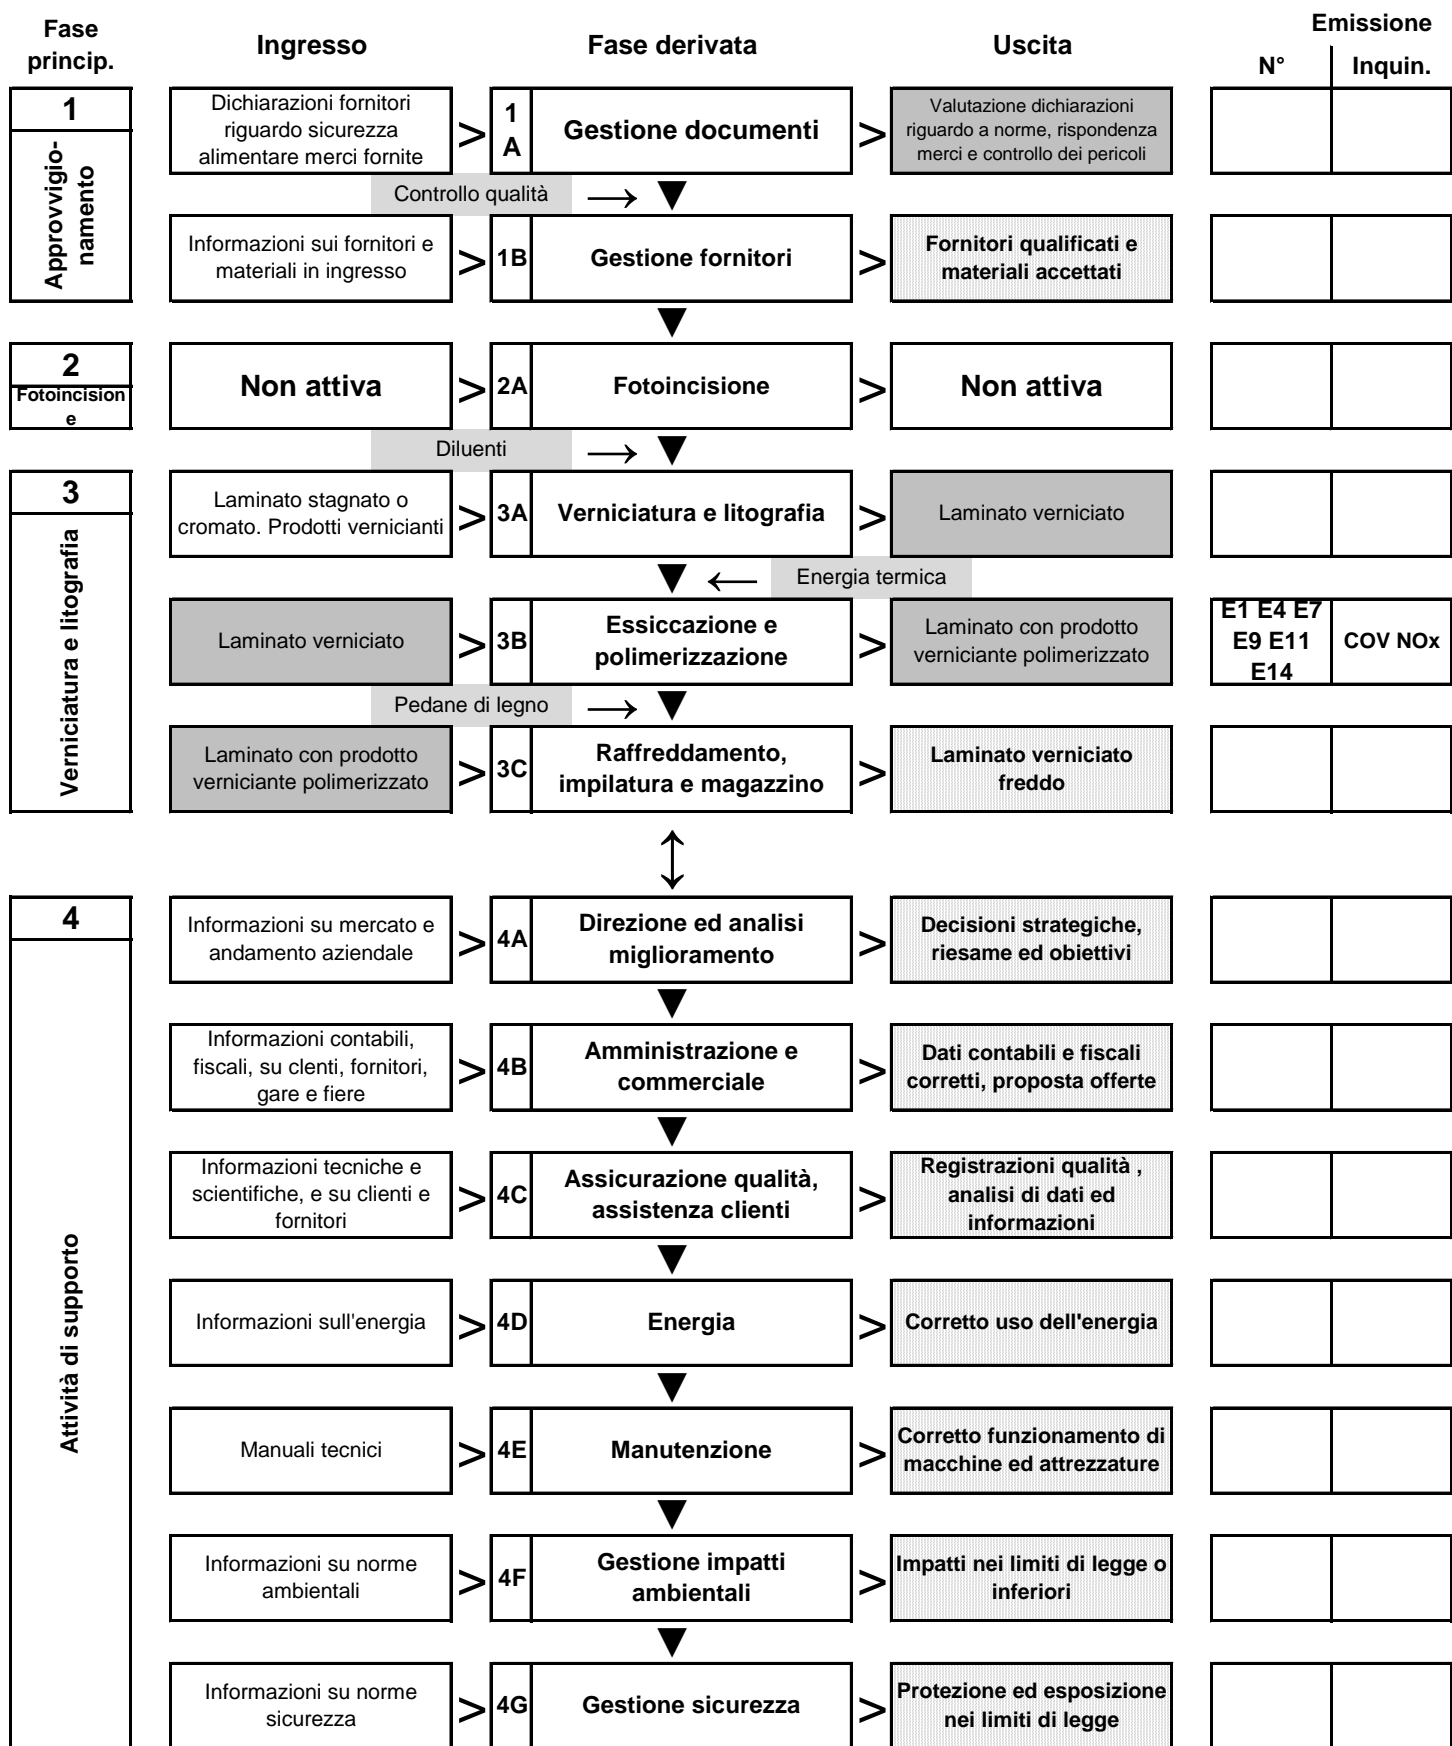 Fase
princip.
Ingresso
Fase derivata
Uscita
Emissione
N°
Inquin.
1
Approvvigio-
namento
Dichiarazioni fornitori
riguardo sicurezza
alimentare merci fornite
>
1
A
Gestione documenti
>
Valutazione dichiarazioni
riguardo a norme, rispondenza
merci e controllo dei pericoli
Controllo qualità
Informazioni sui fornitori e
materiali in ingresso
>
1B
Gestione fornitori
>
Fornitori qualificati e
materiali accettati
2
Fotoincision
e
Non attiva
>
2A
Fotoincisione
>
Non attiva
Diluenti
3
Verniciatura e litografia
Laminato stagnato o
cromato. Prodotti vernicianti
>
3A
Verniciatura e litografia
>
Laminato verniciato
Energia termica
Laminato verniciato
>
3B
Essiccazione e
polimerizzazione
>
Laminato con prodotto
verniciante polimerizzato
E1 E4 E7
E9 E11
E14
COV NOx
Pedane di legno
Laminato con prodotto
verniciante polimerizzato
>
3C
Raffreddamento,
impilatura e magazzino
>
Laminato verniciato
freddo
4
Attività di supporto
Informazioni su mercato e
andamento aziendale
>
4A
Direzione ed analisi
miglioramento
>
Decisioni strategiche,
riesame ed obiettivi
Informazioni contabili,
fiscali, su clenti, fornitori,
gare e fiere
>
4B
Amministrazione e
commerciale
>
Dati contabili e fiscali
corretti, proposta offerte
Informazioni tecniche e
scientifiche, e su clienti e
fornitori
>
4C
Assicurazione qualità,
assistenza clienti
>
Registrazioni qualità ,
analisi di dati ed
informazioni
Informazioni sull'energia
>
4D
Energia
>
Corretto uso dell'energia
Manuali tecnici
>
4E
Manutenzione
>
Corretto funzionamento di
macchine ed attrezzature
Informazioni su norme
ambientali
>
4F
Gestione impatti
ambientali
>
Impatti nei limiti di legge o
inferiori
Informazioni su norme
sicurezza
>
4G
Gestione sicurezza
>
Protezione ed esposizione
nei limiti di legge